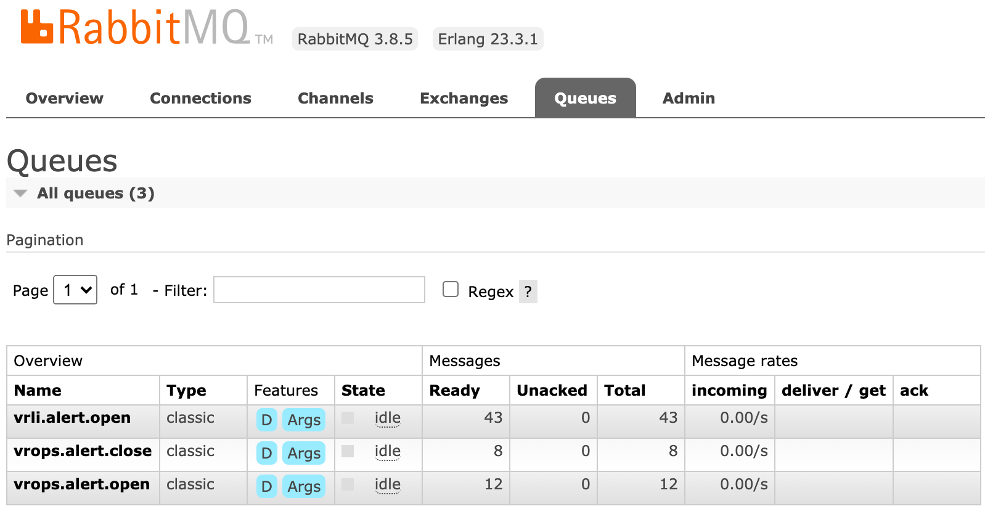 RabbitMQ TM RabbitMQ 3.8.5 Erlang 23.3.1
Overview Connections Channels Exchanges Queues Admin
Queues
All queues (3)
Pagination
Page 1 of 1 - Filter: Regex ?
Overview Messages Message rates
Name Type Features State Ready Unacked Total incoming deliver / get ack
vrli.alert.open classic D Args idle 43 0 43 0.00/s
vrops.alert.close classic D Args idle 8 0 8 0.00/s
vrops.alert.open classic D Args idle 12 0 12 0.00/s